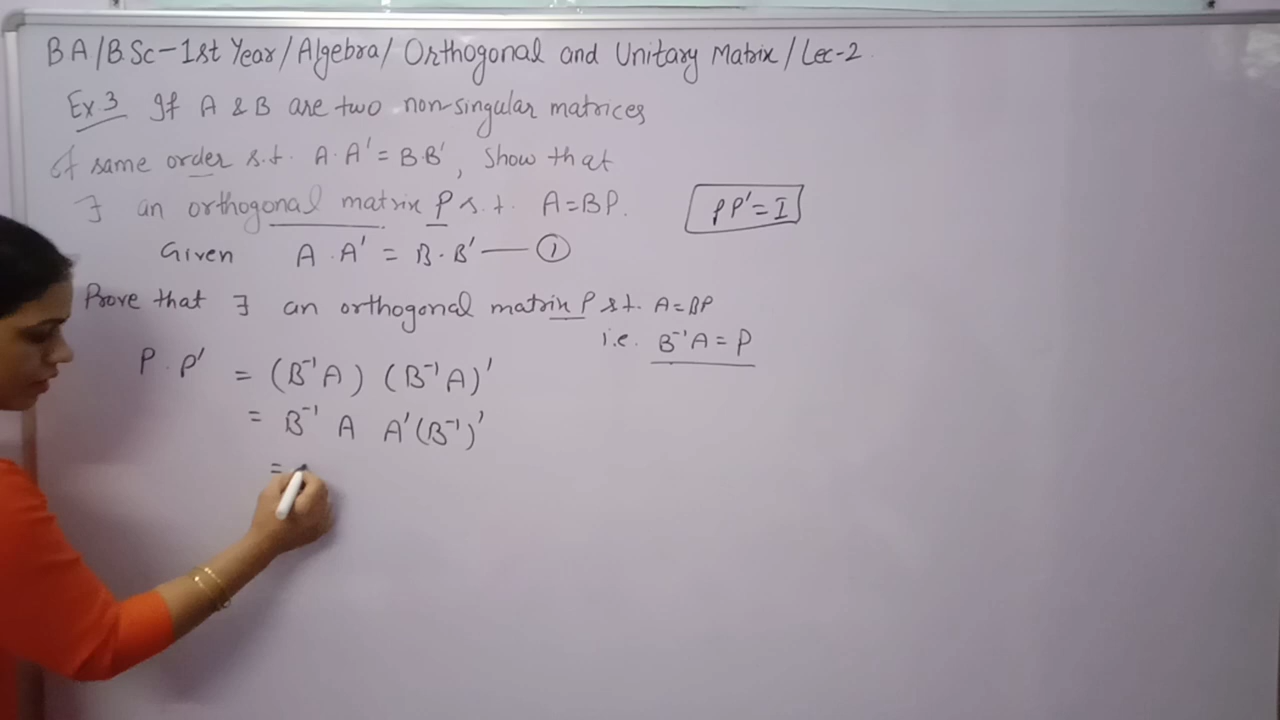 BA/B.Sc-1st Year/Algebra/ Orthogonal and Unitary Matrix/Lec-2
Ex.3 If A & B are two non-singular matrices
of same order s.t. A·A' = B·B', Show that
∃ an orthogonal matrix P s.t. A=BP.
PP'=I
Given A·A' = B·B' — ①
Prove that ∃ an orthogonal matrix P s.t. A=BP
i.e. B⁻¹A = P
P·P' = (B⁻¹A) (B⁻¹A)'
= B⁻¹ A A'(B⁻¹)'
=